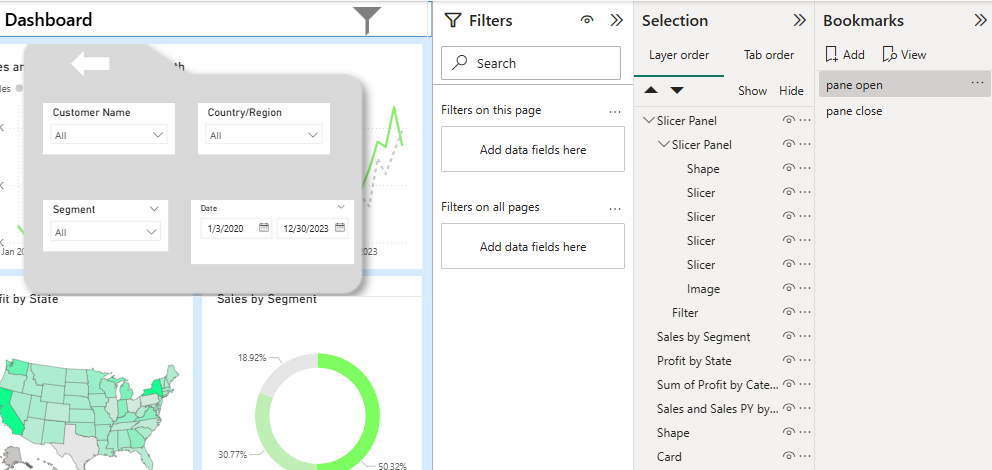 Dashboard
es and
th
les
K
K
K
Jan 20
023
Customer Name
All
Country/Region
All
Segment
All
Date
1/3/2020
12/30/2023
fit by State
Sales by Segment
18.92%
30.77%
50.32%
Filters
Search
Filters on this page
...
Add data fields here
Filters on all pages
...
Add data fields here
Selection
Layer order
Tab order
Show
Hide
Slicer Panel
Slicer Panel
Shape
Slicer
Slicer
Slicer
Slicer
Image
Filter
Sales by Segment
Profit by State
Sum of Profit by Cate...
Sales and Sales PY by...
Shape
Card
Bookmarks
Add
View
pane open
...
pane close